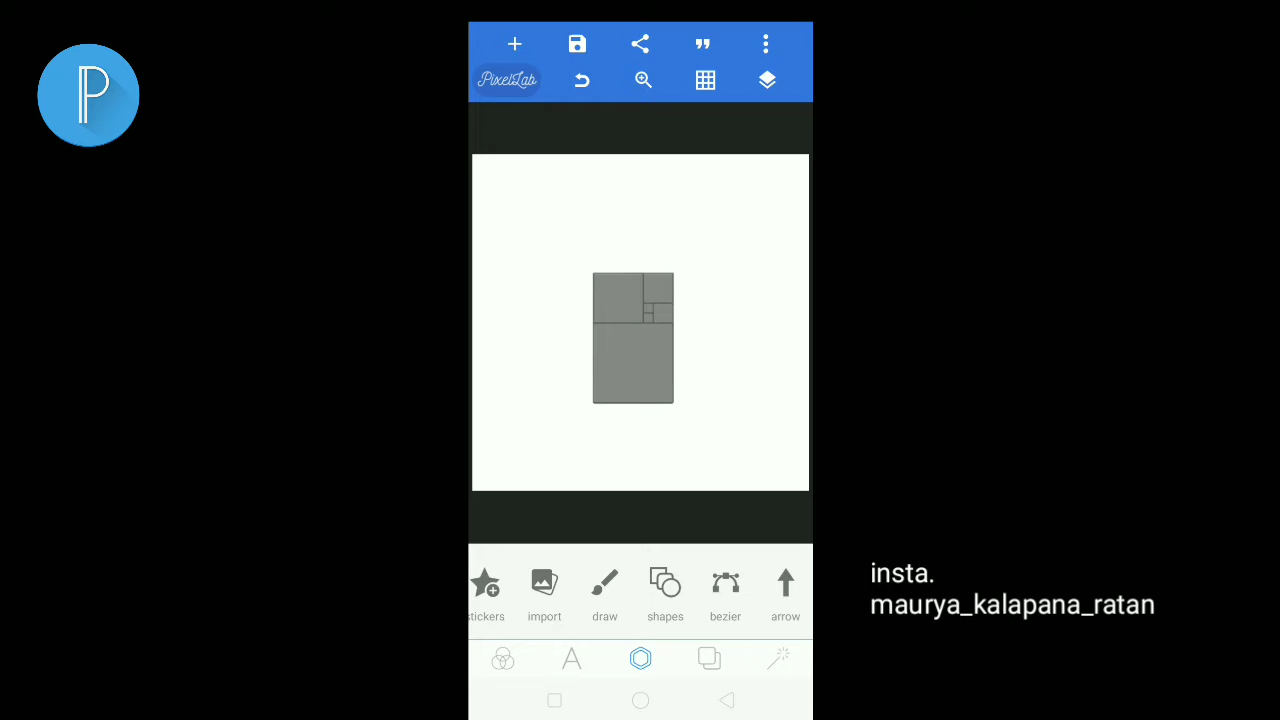 P
PixelLab
stickers
import
draw
shapes
bezier
arrow
insta.
maurya_kalapana_ratan